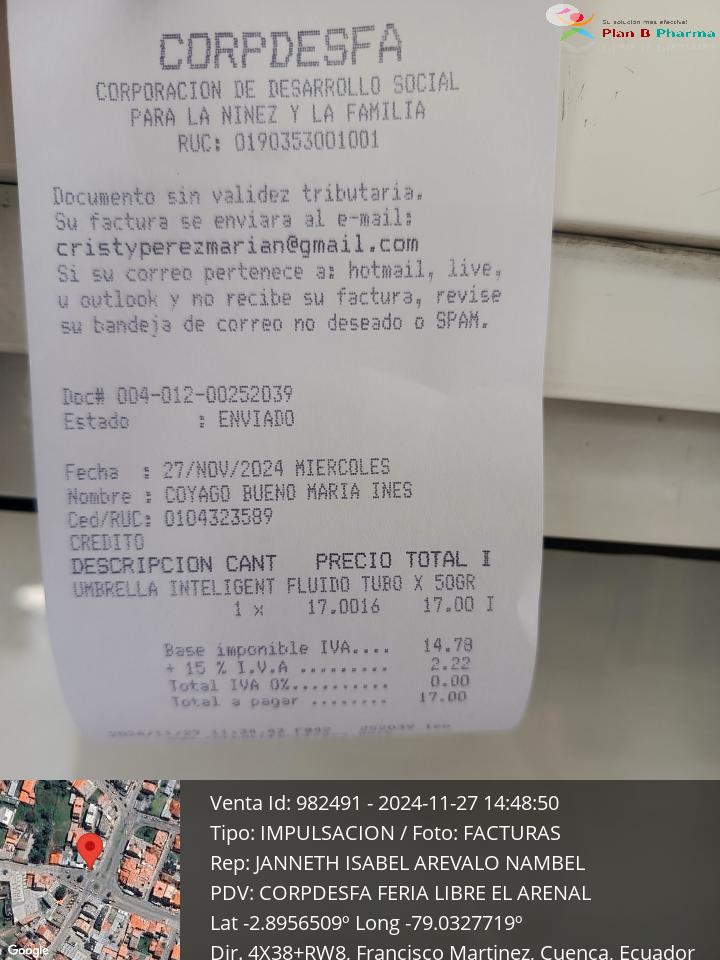 Su solución mas efectiva!
Plan B Pharma
CORPDESFA
CORPORACION DE DESARROLLO SOCIAL
PARA LA NINEZ Y LA FAMILIA
RUC: 0190353001001
Documento sin validez tributaria.
Su factura se enviara al e-mail:
cristyperezmarian@gmail.com
Si su correo pertenece a: hotmail, live,
u outlook y no recibe su factura, revise
su bandeja de correo no deseado o SPAM.
Doc# 004-012-00252039
Estado : ENVIADO
Fecha : 27/NOV/2024 MIERCOLES
Nombre : COYAGO BUENO MARIA INES
Ced/RUC: 0104323589
CREDITO
DESCRIPCION CANT PRECIO TOTAL I
UMBRELLA INTELIGENT FLUIDO TUBO X 50GR
1 x 17.0016 17.00 I
Base imponible IVA.... 14.78
+ 15 % I.V.A ......... 2.22
Total IVA 0%.......... 0.00
Total a pagar ........ 17.00
Venta Id: 982491 - 2024-11-27 14:48:50
Tipo: IMPULSACION / Foto: FACTURAS
Rep: JANNETH ISABEL AREVALO NAMBEL
PDV: CORPDESFA FERIA LIBRE EL ARENAL
Lat -2.8956509º Long -79.0327719º
Dir. 4X38+RW8, Francisco Martinez, Cuenca, Ecuador
Google